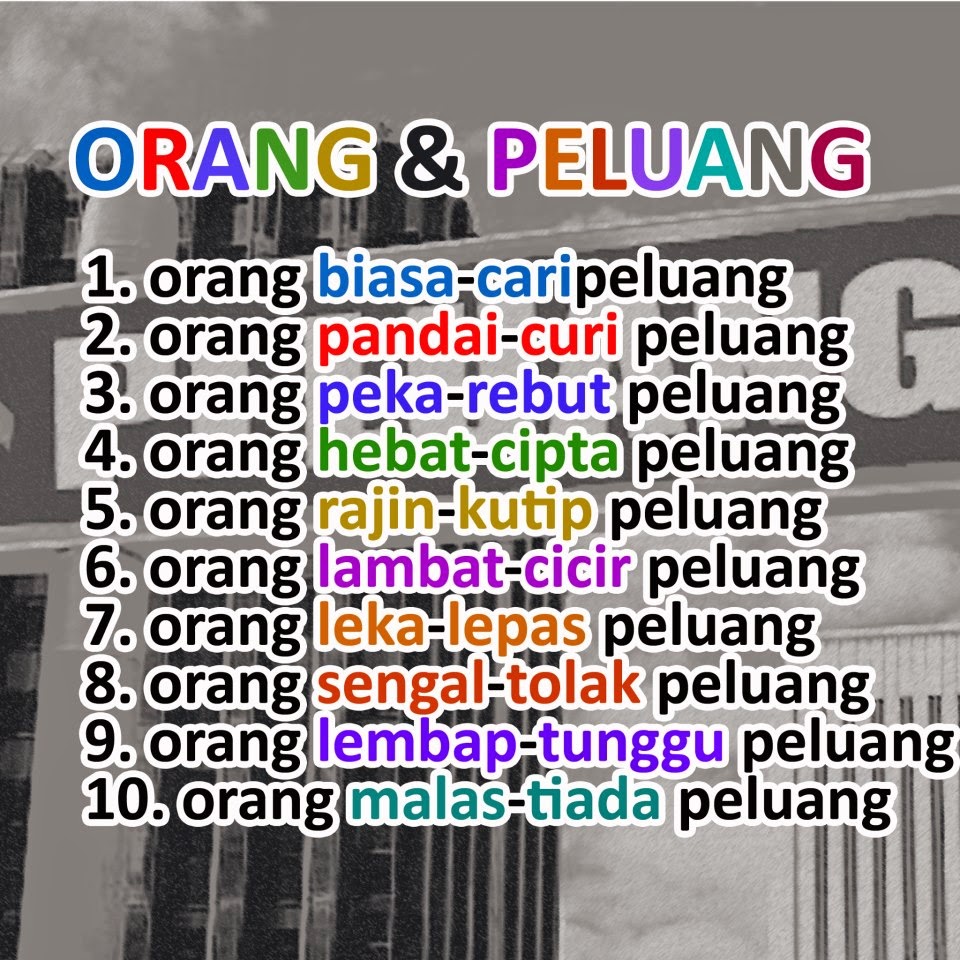 ORANG & PELUANG
1. orang biasa-caripeluang
2. orang pandai-curi peluang
3. orang peka-rebut peluang
4. orang hebat-cipta peluang
5. orang rajin-kutip peluang
6. orang lambat-cicir peluang
7. orang leka-lepas peluang
8. orang sengal-tolak peluang
9. orang lembap-tunggu peluang
10. orang malas-tiada peluang